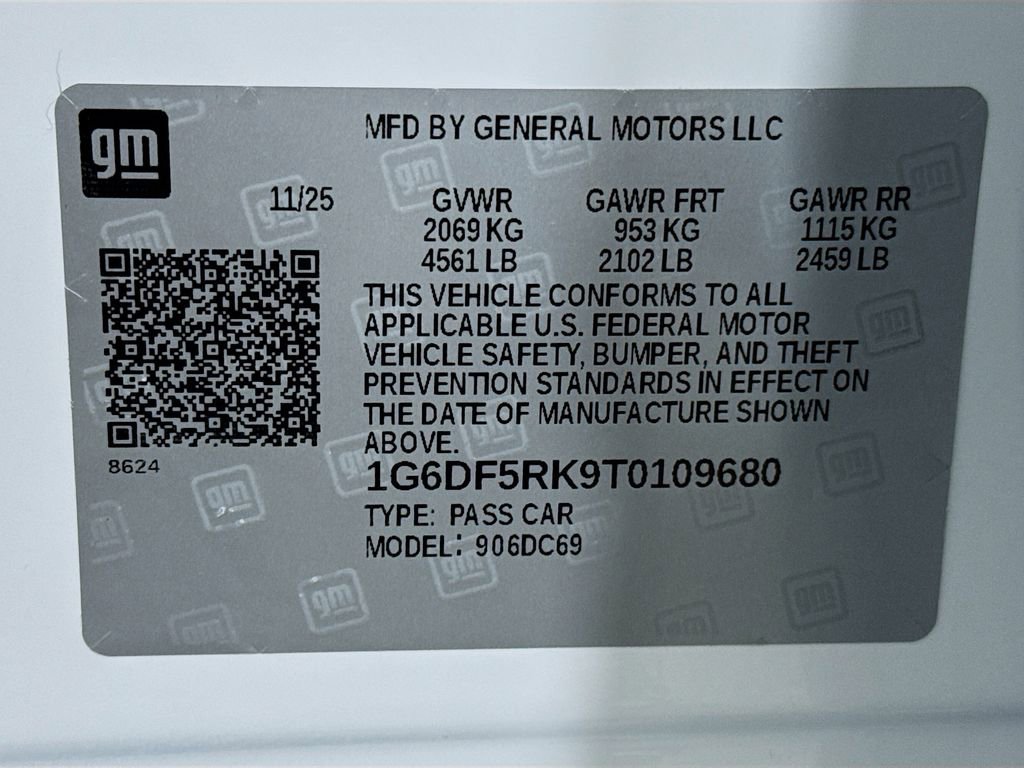 gm
MFD BY GENERAL MOTORS LLC
11/25 GVWR GAWR FRT GAWR RR
2069 KG 953 KG 1115 KG
4561 LB 2102 LB 2459 LB
THIS VEHICLE CONFORMS TO ALL
APPLICABLE U.S. FEDERAL MOTOR
VEHICLE SAFETY, BUMPER, AND THEFT
PREVENTION STANDARDS IN EFFECT ON
THE DATE OF MANUFACTURE SHOWN
ABOVE.
8624
1G6DF5RK9T0109680
TYPE: PASS CAR
MODEL: 906DC69